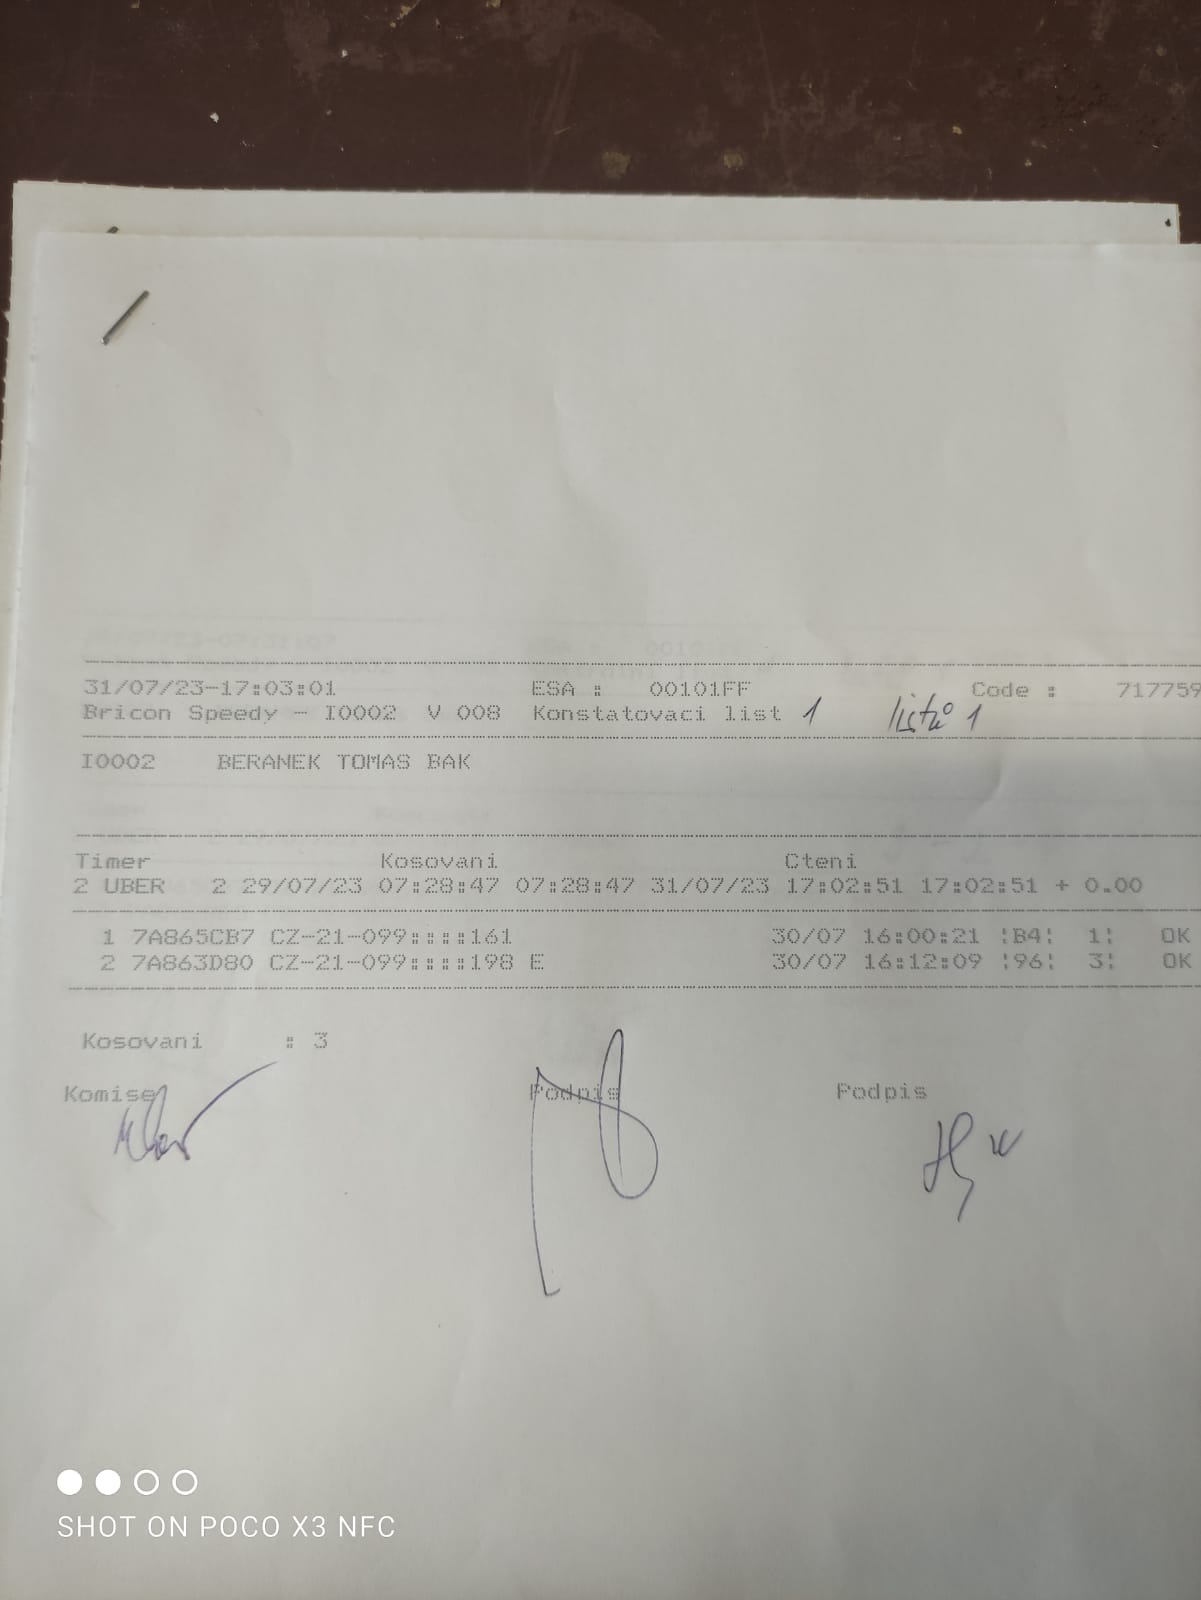 31/07/23-17:03:01 ESA : 00101FF Code : 717759
Bricon Speedy - I0002 V 008 Konstatovaci list 1 listů 1
I0002 BERANEK TOMAS BAK
Timer Kosovani Cteni
2 UBER 2 29/07/23 07:28:47 07:28:47 31/07/23 17:02:51 17:02:51 + 0.00
1 7A865CB7 CZ-21-099::::161 30/07 16:00:21 ¦B4¦ 1¦ OK
2 7A863D80 CZ-21-099::::198 E 30/07 16:12:09 ¦96¦ 3¦ OK
Kosovani : 3
Komise Podpis Podpis
SHOT ON POCO X3 NFC